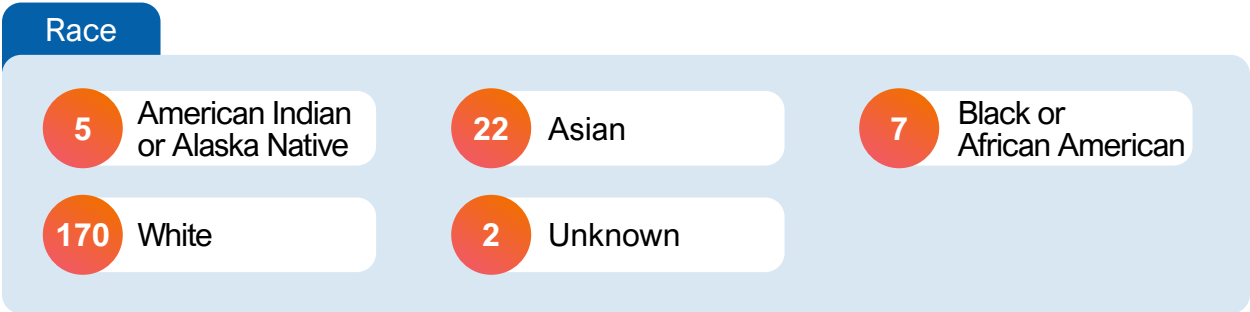 Race
5
American Indian
or Alaska Native
22
Asian
7
Black or
African American
170
White
2
Unknown